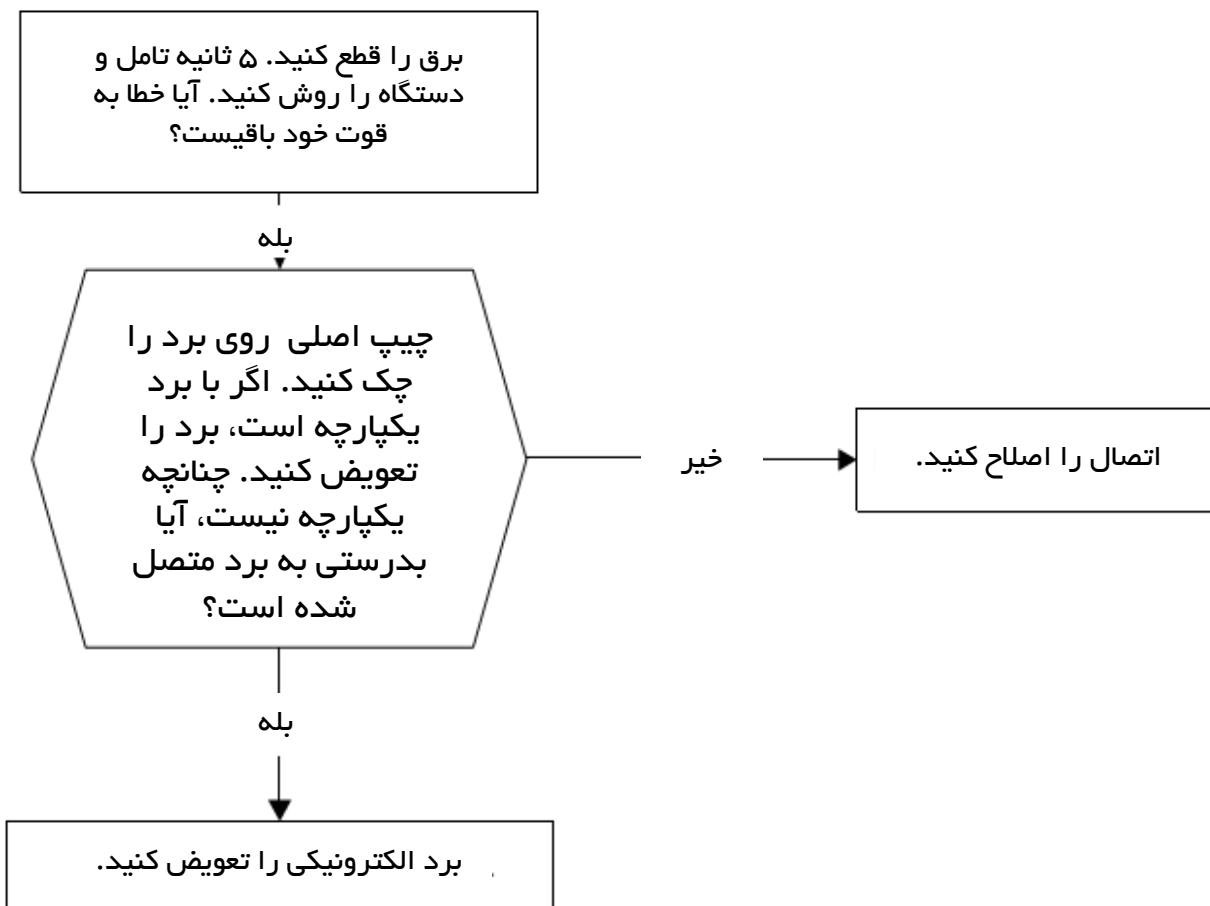 برق را قطع کنید. ۵ ثانیه تامل و
دستگاه را روش کنید. آیا خطا به
قوت خود باقیست؟
بله
چیپ اصلی روی برد را
چک کنید. اگر با برد
یکپارچه است، برد را
تعویض کنید. چنانچه
یکپارچه نیست، آیا
بدرستی به برد متصل
شده است؟
خیر
اتصال را اصلاح کنید.
بله
برد الکترونیکی را تعویض کنید.